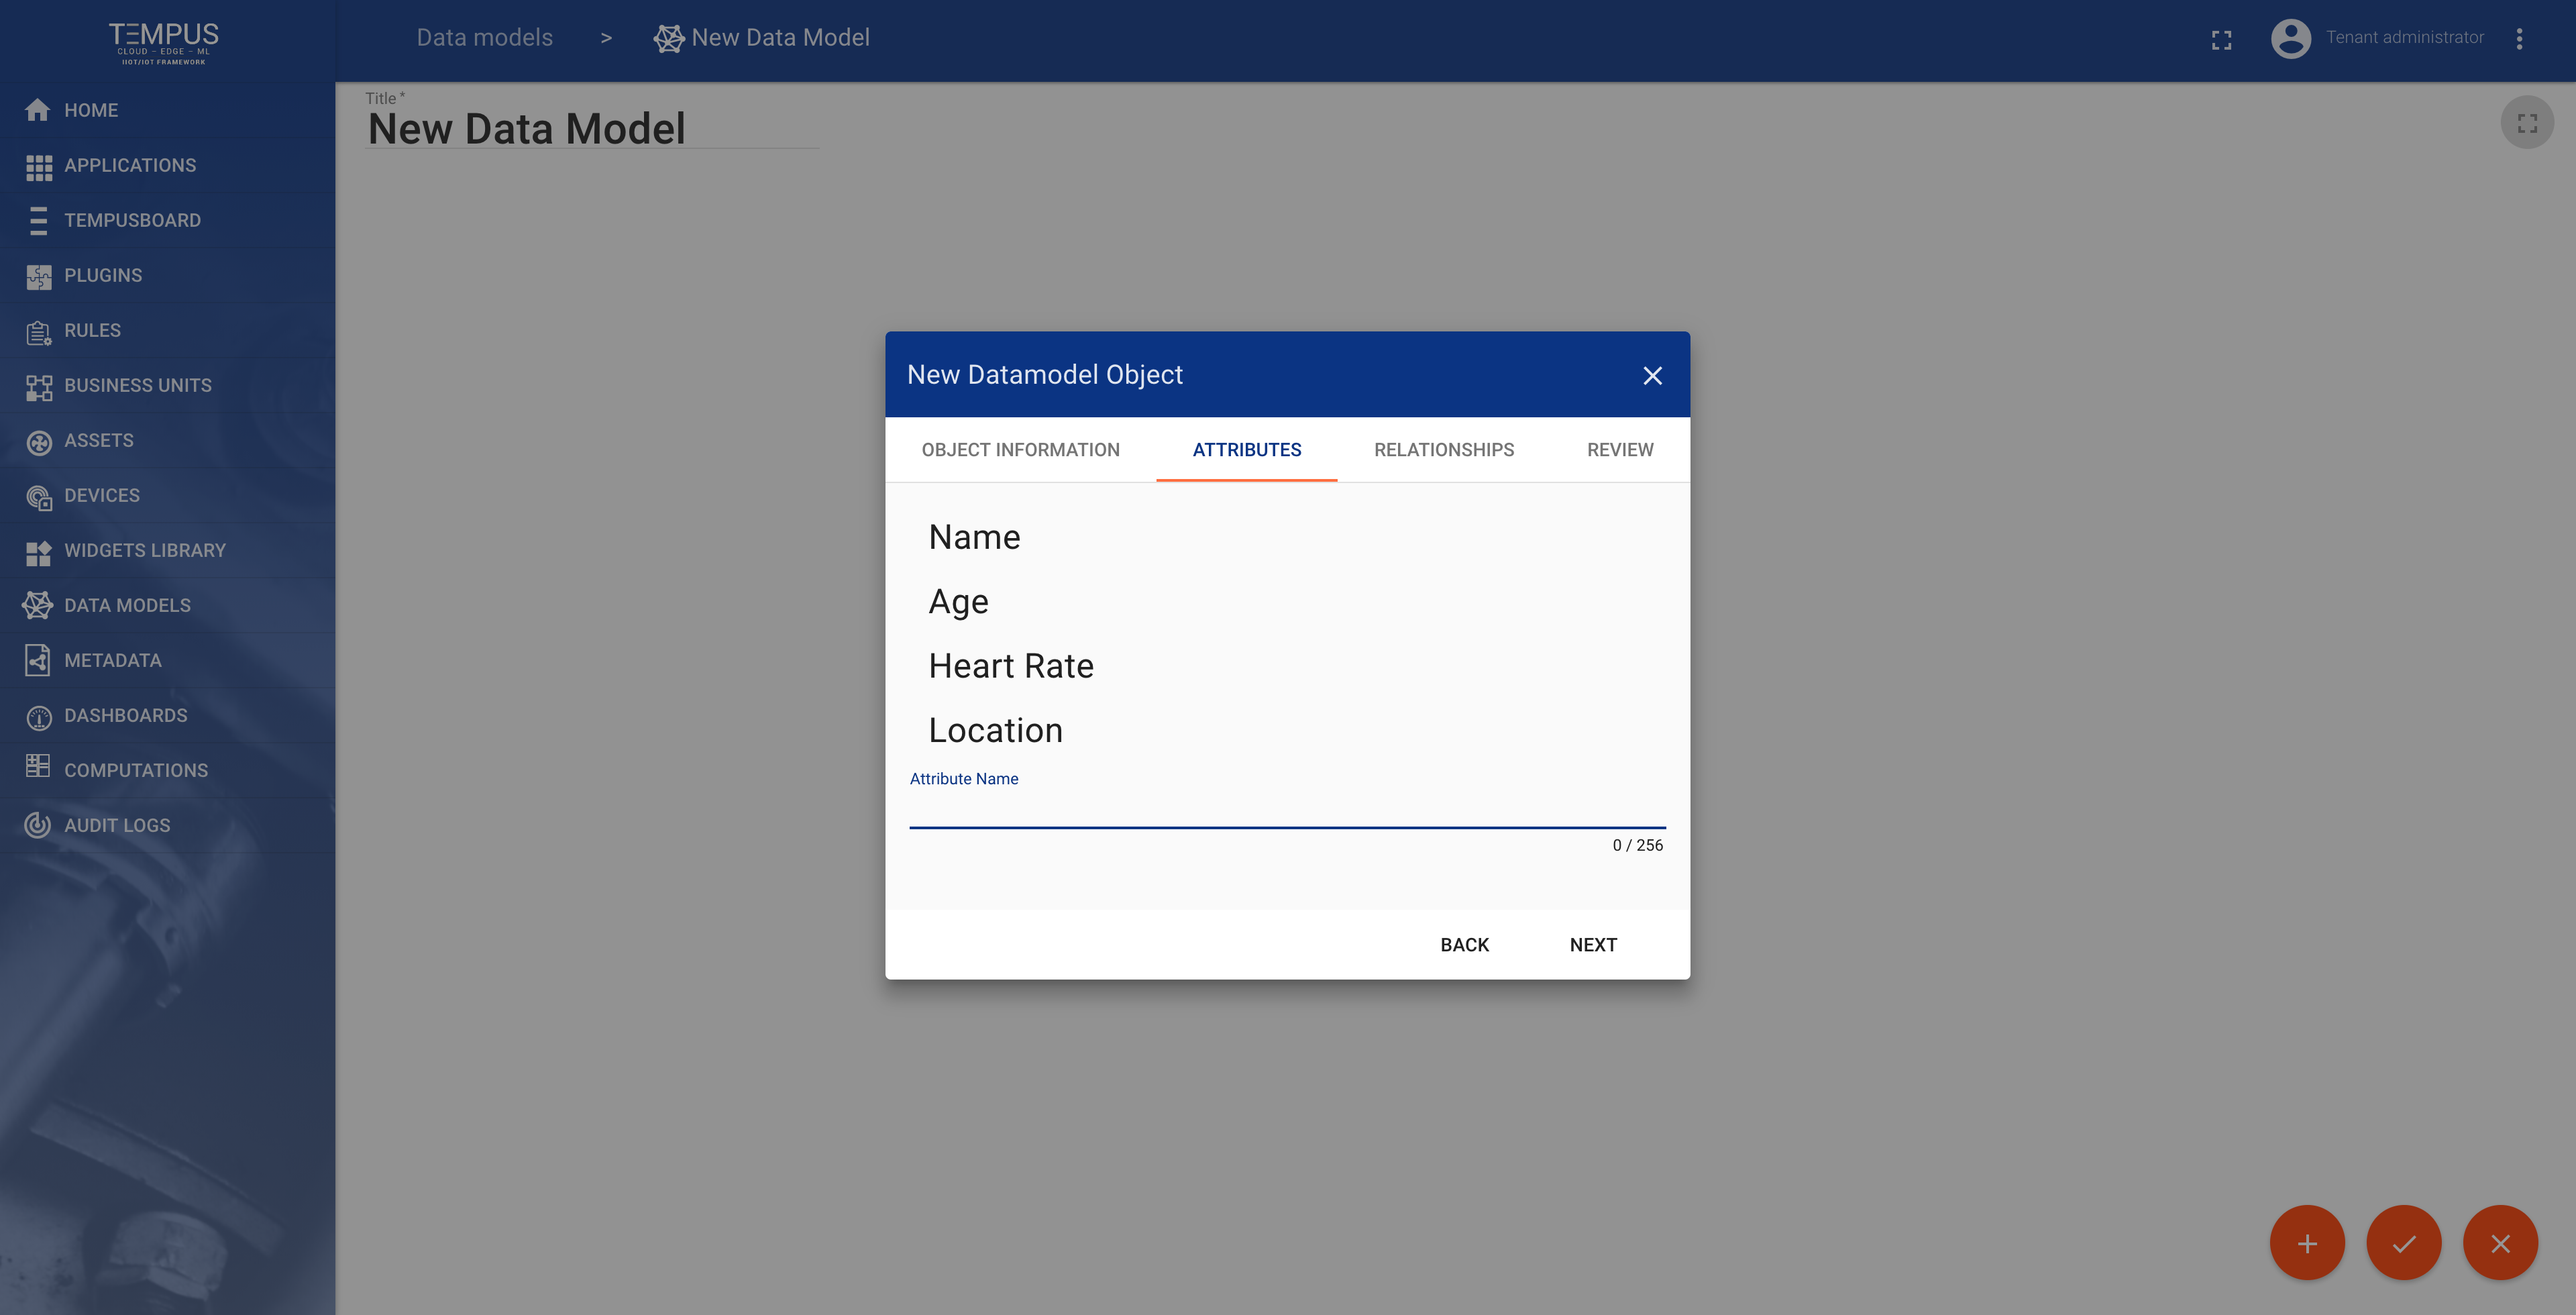 TEMPUS
CLOUD – EDGE – ML
IIOT/IOT FRAMEWORK
Data models > New Data Model
Tenant administrator
HOME
APPLICATIONS
TEMPUSBOARD
PLUGINS
RULES
BUSINESS UNITS
ASSETS
DEVICES
WIDGETS LIBRARY
DATA MODELS
METADATA
DASHBOARDS
COMPUTATIONS
AUDIT LOGS
Title *
New Data Model
New Datamodel Object
OBJECT INFORMATION ATTRIBUTES RELATIONSHIPS REVIEW
Name
Age
Heart Rate
Location
Attribute Name
0 / 256
BACK NEXT